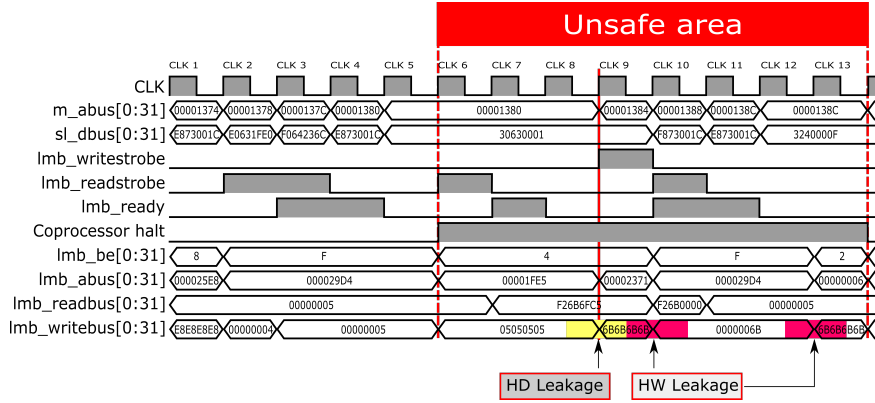 Unsafe area
CLK 1 CLK 2 CLK 3 CLK 4 CLK 5 CLK 6 CLK 7 CLK 8 CLK 9 CLK 10 CLK 11 CLK 12 CLK 13
CLK
m_abus[0:31] 00001374 00001378 0000137C 00001380 00001380 00001384 00001388 0000138C 0000138C
sl_dbus[0:31] E873001C E0631FE0 F064236C E873001C 30630001 F873001C E873001C 3240000F
lmb_writestrobe
lmb_readstrobe
lmb_ready
Coprocessor halt
lmb_be[0:31] 8 F 4 F 2
lmb_abus[0:31] 000025E8 000029D4 00001FE5 00002371 000029D4 00000006
lmb_readbus[0:31] 00000005 F26B6FC5 F26B0000 00000005
lmb_writebus[0:31] E8E8E8E8 00000004 00000005 05050505 6B6B6B6B 0000006B 6B6B6B6B
HD Leakage HW Leakage